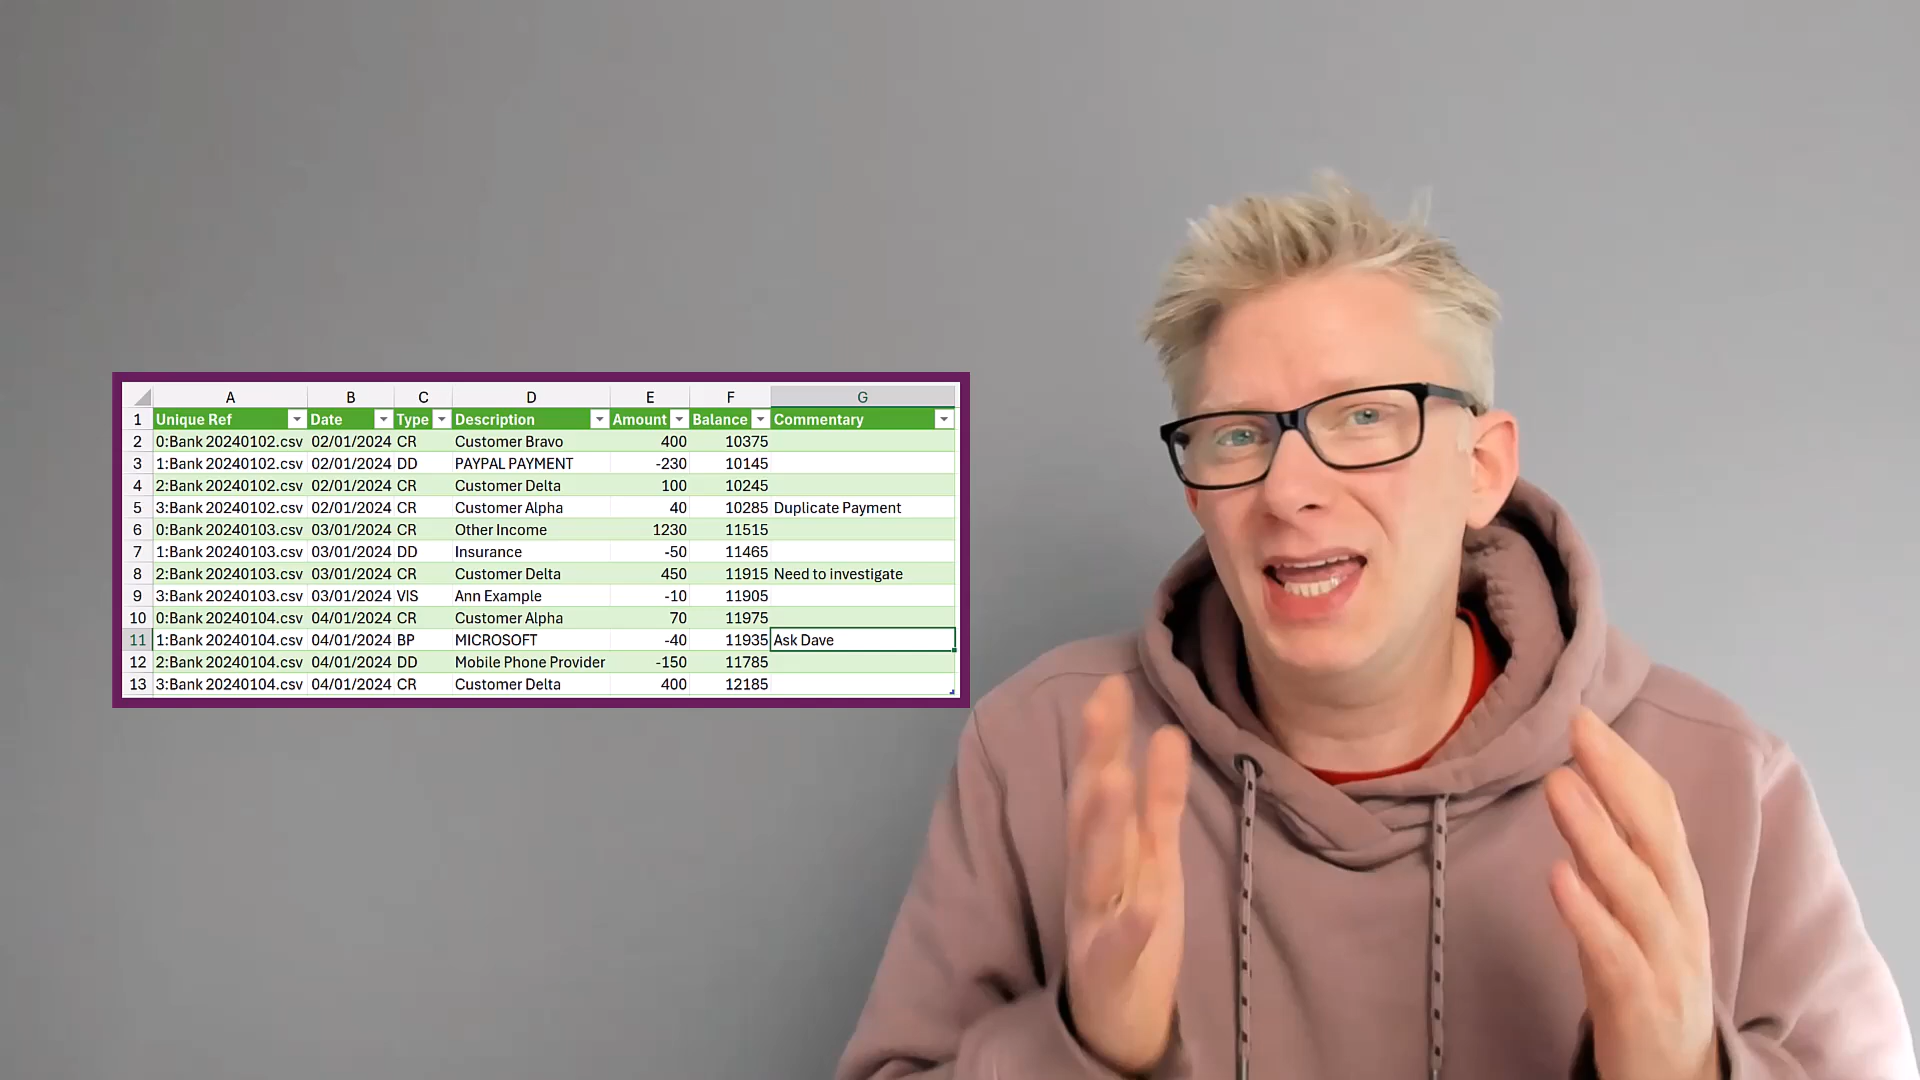 A B C D E F G
1 Unique Ref Date Type Description Amount Balance Commentary
2 0:Bank 20240102.csv 02/01/2024 CR Customer Bravo 400 10375
3 1:Bank 20240102.csv 02/01/2024 DD PAYPAL PAYMENT -230 10145
4 2:Bank 20240102.csv 02/01/2024 CR Customer Delta 100 10245
5 3:Bank 20240102.csv 02/01/2024 CR Customer Alpha 40 10285 Duplicate Payment
6 0:Bank 20240103.csv 03/01/2024 CR Other Income 1230 11515
7 1:Bank 20240103.csv 03/01/2024 DD Insurance -50 11465
8 2:Bank 20240103.csv 03/01/2024 CR Customer Delta 450 11915 Need to investigate
9 3:Bank 20240103.csv 03/01/2024 VIS Ann Example -10 11905
10 0:Bank 20240104.csv 04/01/2024 CR Customer Alpha 70 11975
11 1:Bank 20240104.csv 04/01/2024 BP MICROSOFT -40 11935 Ask Dave
12 2:Bank 20240104.csv 04/01/2024 DD Mobile Phone Provider -150 11785
13 3:Bank 20240104.csv 04/01/2024 CR Customer Delta 400 12185